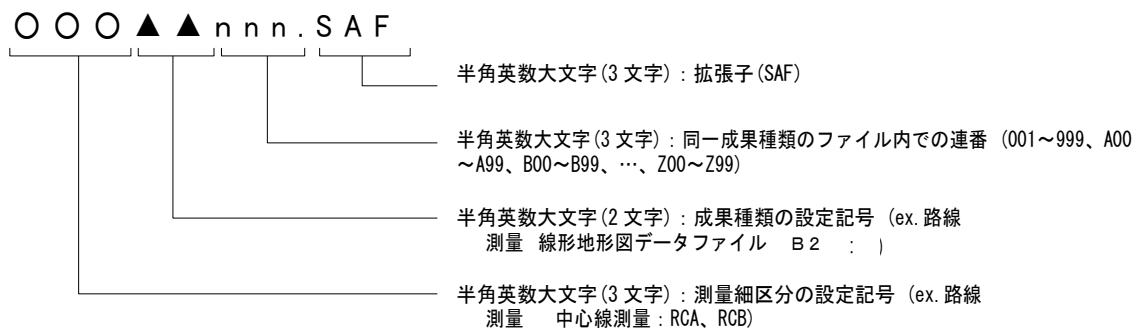 ○○○▲▲nnn.SAF
半角英数大文字(3文字):拡張子(SAF)
半角英数大文字(3文字):同一成果種類のファイル内での連番 (001～999、A00
～A99、B00～B99、…、Z00～Z99)
半角英数大文字(2文字):成果種類の設定記号 (ex.路線
測量 線形地形図データファイル B2 : )
半角英数大文字(3文字):測量細区分の設定記号 (ex.路線
測量 中心線測量:RCA、RCB)